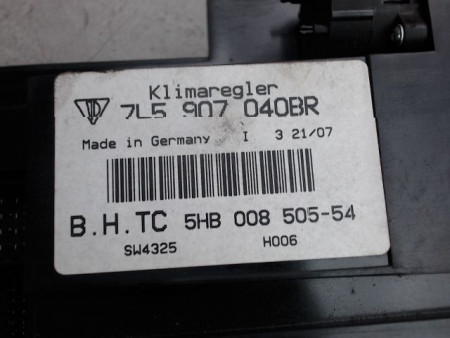 Klimaregler
7L5 907 040BR
Made in Germany I 3 21/07
B.H.TC 5HB 008 505-54
SW4325 H006